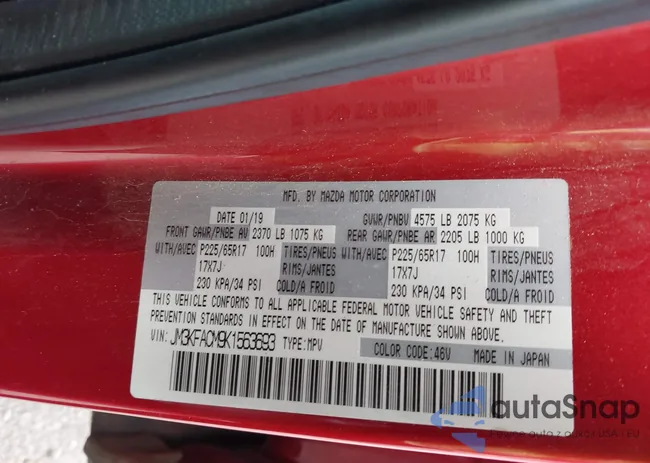 MFD. BY MAZDA MOTOR CORPORATION
DATE 01/19 GVWR/PNBV 4575 LB 2075 KG
FRONT GAWR/PNBE AV 2370 LB 1075 KG REAR GAWR/PNBE AR 2205 LB 1000 KG
WITH/AVEC P225/65R17 100H TIRES/PNEUS WITH/AVEC P225/65R17 100H TIRES/PNEUS
17X7J RIMS/JANTES 17X7J RIMS/JANTES
230 KPA/34 PSI COLD/A FROID 230 KPA/34 PSI COLD/A FROID
THIS VEHICLE CONFORMS TO ALL APPLICABLE FEDERAL MOTOR VEHICLE SAFETY AND THEFT
PREVENTION STANDARDS IN EFFECT ON THE DATE OF MANUFACTURE SHOWN ABOVE.
VIN: JM3KFACM9K1563693 TYPE: MPV COLOR CODE: 46V MADE IN JAPAN
autoSnap
Pewne auto z aukcji USA i EU